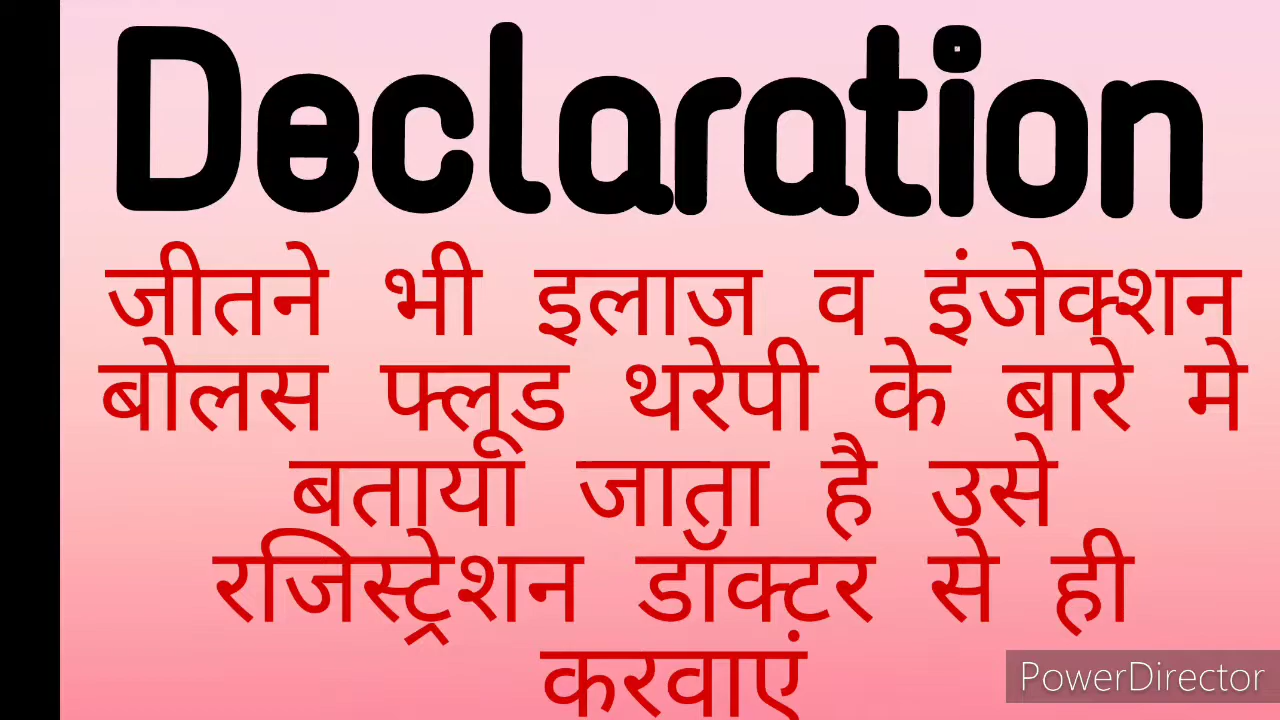 Declaration
जीतने भी इलाज व इंजेक्शन
बोलस फ्लूड थरेपी के बारे मे
बताया जाता है उसे
रजिस्ट्रेशन डॉक्टर से ही
करवाएं
PowerDirector